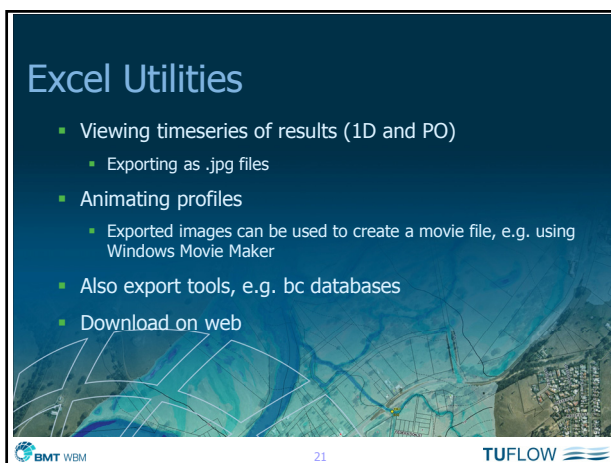 Excel Utilities
▪ Viewing timeseries of results (1D and PO)
▪ Exporting as .jpg files
▪ Animating profiles
▪ Exported images can be used to create a movie file, e.g. using
Windows Movie Maker
▪ Also export tools, e.g. bc databases
▪ Download on web
BMT WBM
21
TUFLOW